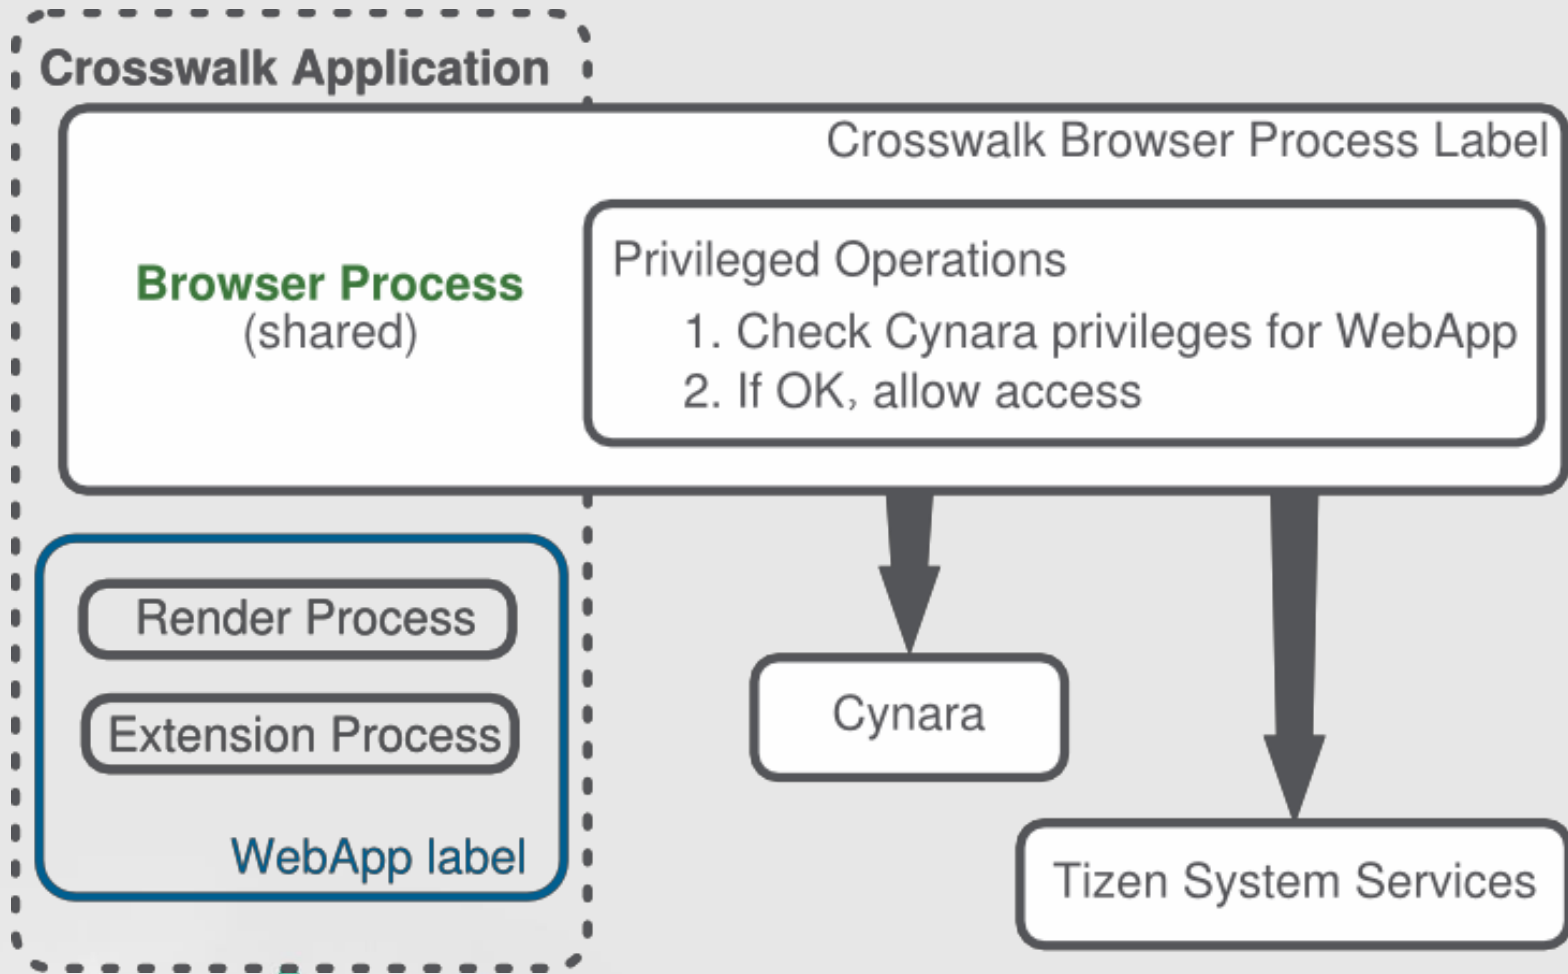 Crosswalk Application
Crosswalk Browser Process Label
Browser Process
(shared)
Privileged Operations
1. Check Cynara privileges for WebApp
2. If OK, allow access
Render Process
Extension Process
WebApp label
Cynara
Tizen System Services